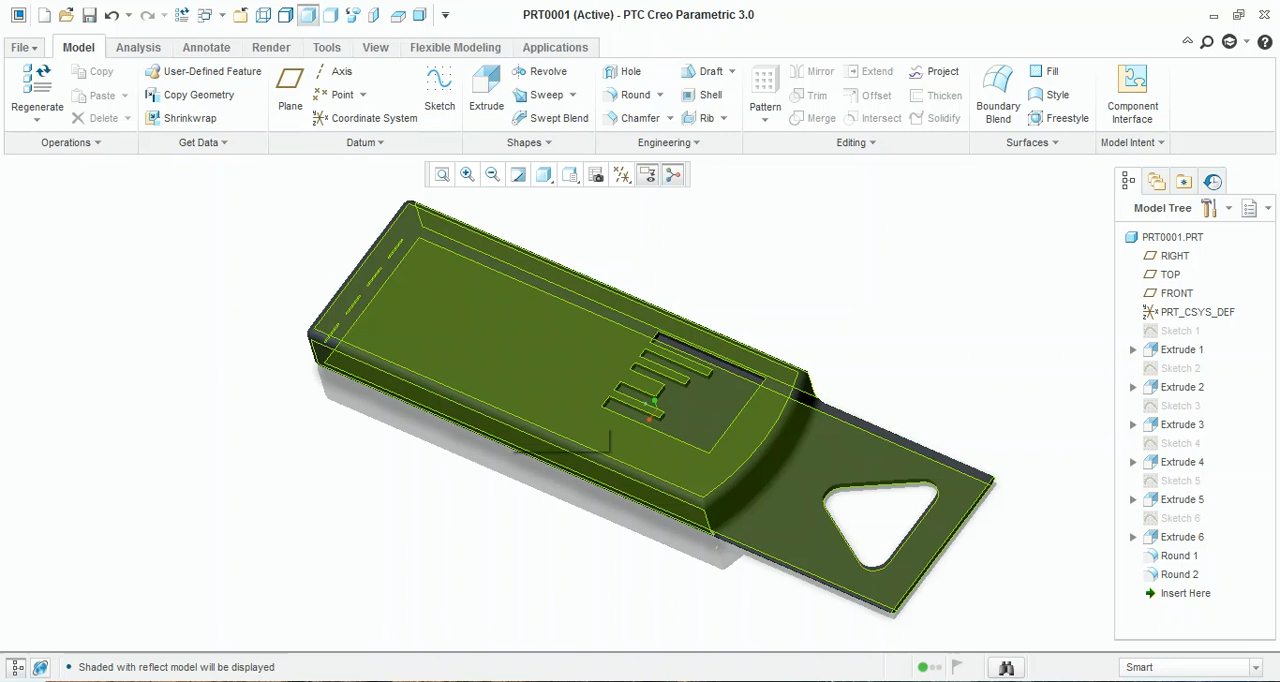 PRT0001 (Active) - PTC Creo Parametric 3.0
File Model Analysis Annotate Render Tools View Flexible Modeling Applications
Regenerate
Copy
Paste
Delete
Operations
User-Defined Feature
Copy Geometry
Shrinkwrap
Get Data
Plane
Axis
Point
Coordinate System
Sketch
Datum
Extrude
Revolve
Sweep
Swept Blend
Shapes
Hole
Round
Chamfer
Draft
Shell
Rib
Engineering
Pattern
Mirror
Trim
Merge
Extend
Offset
Intersect
Project
Thicken
Solidify
Editing
Boundary
Blend
Fill
Style
Freestyle
Surfaces
Component
Interface
Model Intent
Model Tree
PRT0001.PRT
RIGHT
TOP
FRONT
PRT_CSYS_DEF
Sketch 1
Extrude 1
Sketch 2
Extrude 2
Sketch 3
Extrude 3
Sketch 4
Extrude 4
Sketch 5
Extrude 5
Sketch 6
Extrude 6
Round 1
Round 2
Insert Here
Shaded with reflect model will be displayed
Smart